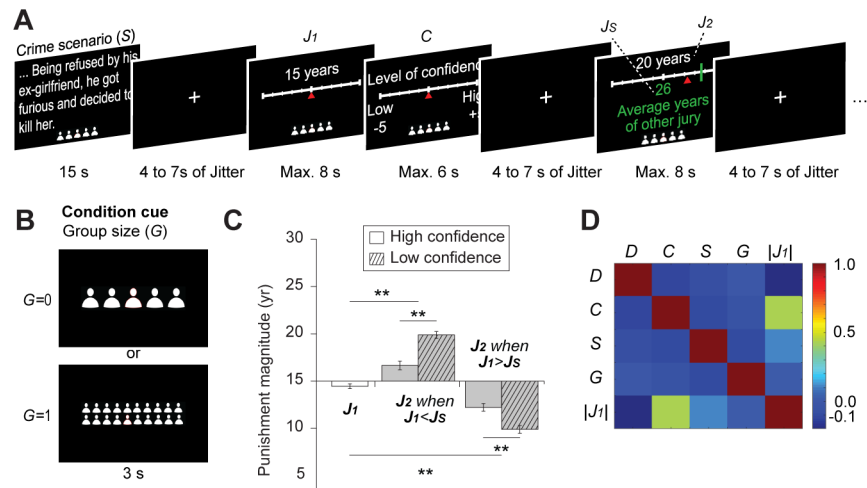 A
Crime scenario (S)
... Being refused by his
ex-girlfriend, he got
furious and decided to
kill her.
15 s
+
4 to 7s of Jitter
J1
15 years
Max. 8 s
C
Level of confidence
Low
-5
Max. 6 s
+
4 to 7s of Jitter
JS
J2
20 years
26
Average years
of other jury
Max. 8 s
+
4 to 7s of Jitter
...
B
Condition cue
Group size (G)
G=0
or
G=1
3 s
C
High confidence
Low confidence
Punishment magnitude (yr)
30
25
20
15
10
5
**
**
J1
J2 when
J1<JS
J2 when
J1>JS
**
**
D
D C S G |J1|
D
C
S
G
|J1|
1.0
0.0
-0.1